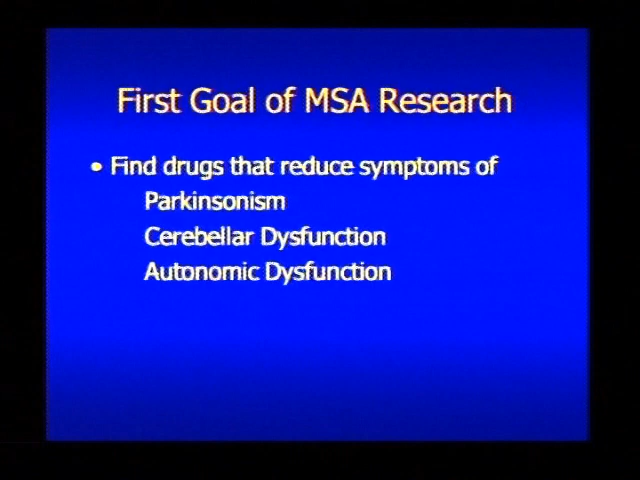 First Goal of MSA Research
• Find drugs that reduce symptoms of
Parkinsonism
Cerebellar Dysfunction
Autonomic Dysfunction